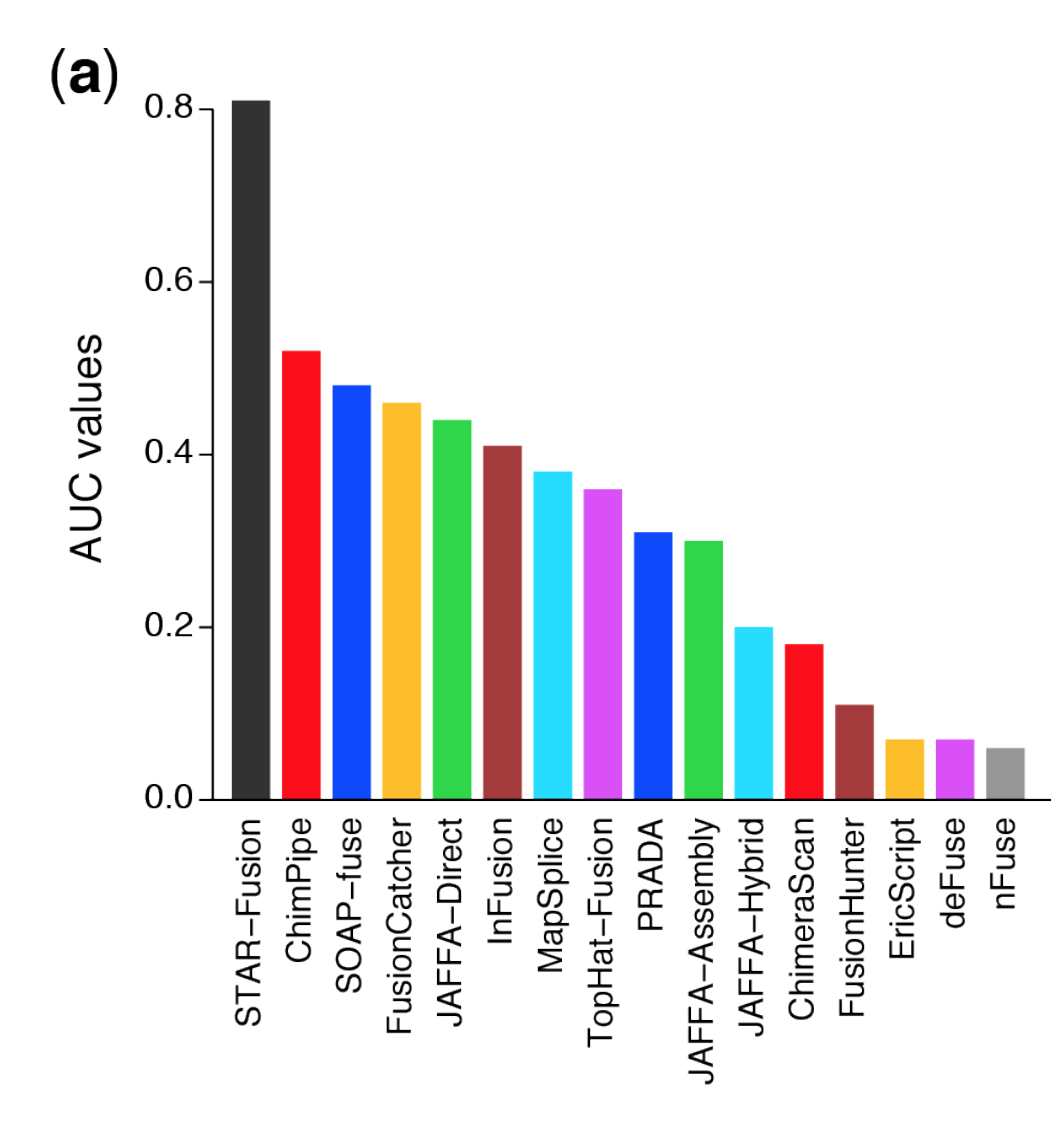 (a)
0.8
0.6
0.4
0.2
0.0
AUC values
STAR–Fusion
ChimPipe
SOAP–fuse
FusionCatcher
JAFFA–Direct
InFusion
MapSplice
TopHat–Fusion
PRADA
JAFFA–Assembly
JAFFA–Hybrid
ChimeraScan
FusionHunter
EricScript
deFuse
nFuse